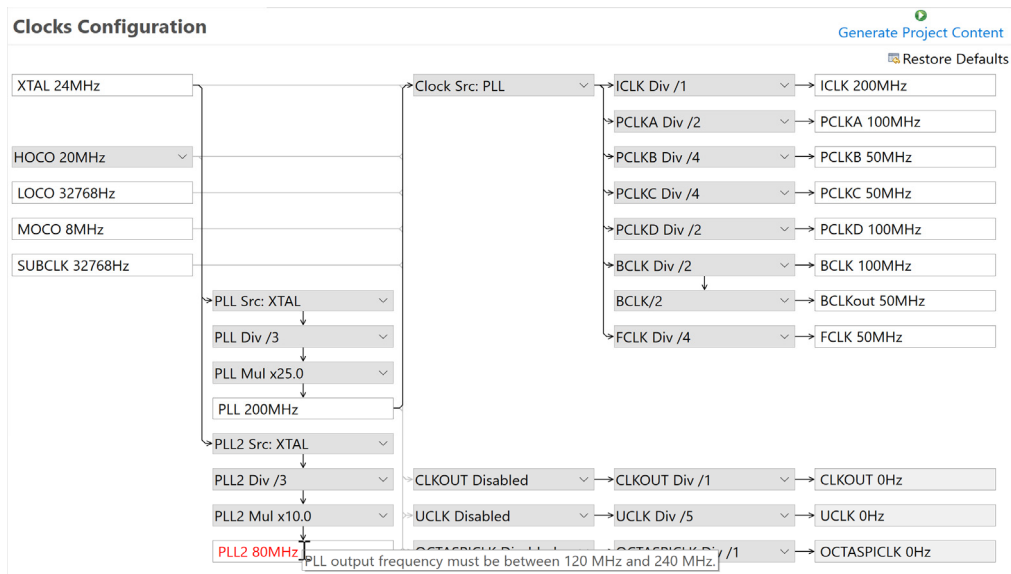 Clocks Configuration
Generate Project Content
Restore Defaults
XTAL 24MHz
Clock Src: PLL
ICLK Div /1
ICLK 200MHz
PCLKA Div /2
PCLKA 100MHz
HOCO 20MHz
PCLKB Div /4
PCLKB 50MHz
LOCO 32768Hz
PCLKC Div /4
PCLKC 50MHz
MOCO 8MHz
PCLKD Div /2
PCLKD 100MHz
SUBCLK 32768Hz
BCLK Div /2
BCLK 100MHz
PLL Src: XTAL
BCLK/2
BCLKout 50MHz
PLL Div /3
FCLK Div /4
FCLK 50MHz
PLL Mul x25.0
PLL 200MHz
PLL2 Src: XTAL
PLL2 Div /3
CLKOUT Disabled
CLKOUT Div /1
CLKOUT 0Hz
PLL2 Mul x10.0
UCLK Disabled
UCLK Div /5
UCLK 0Hz
PLL2 80MHz
OCTASPICLK Disabled
OCTASPICLK Div /1
OCTASPICLK 0Hz
PLL output frequency must be between 120 MHz and 240 MHz.